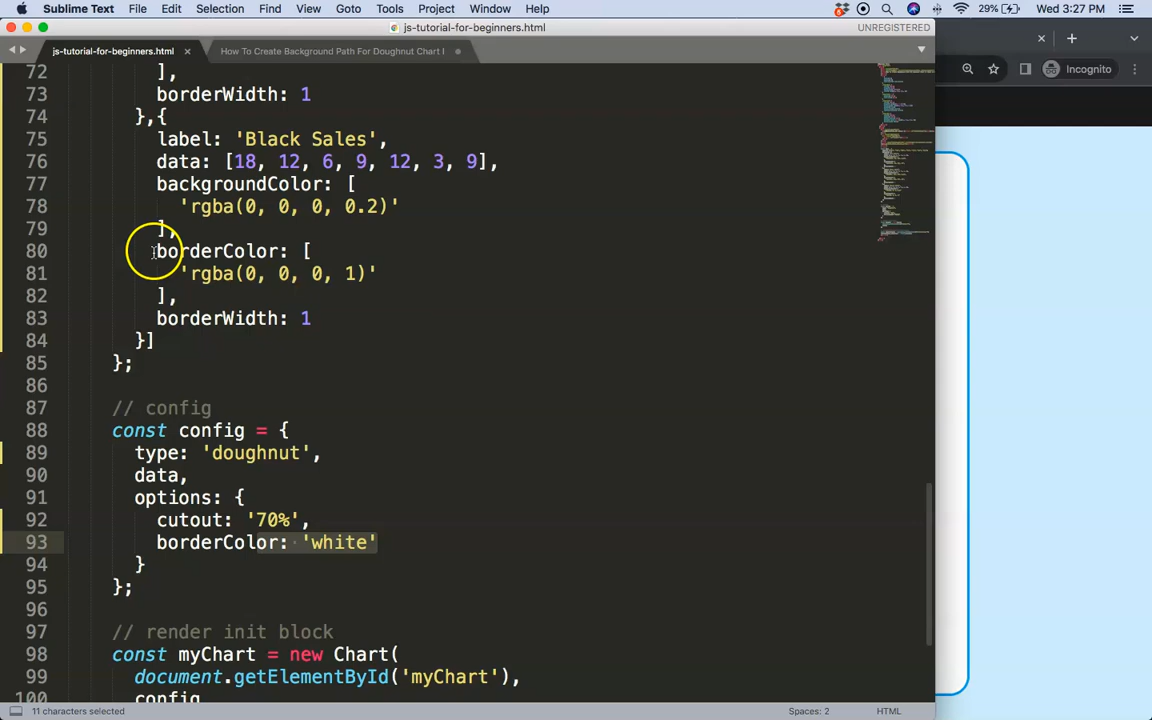 Sublime Text File Edit Selection Find View Goto Tools Project Window Help 29% Wed 3:27 PM
js-tutorial-for-beginners.html UNREGISTERED
js-tutorial-for-beginners.html How To Create Background Path For Doughnut Chart I
Incognito
72 ],
73 borderWidth: 1
74 },{
75 label: 'Black Sales',
76 data: [18, 12, 6, 9, 12, 3, 9],
77 backgroundColor: [
78 'rgba(0, 0, 0, 0.2)'
79 ],
80 borderColor: [
81 'rgba(0, 0, 0, 1)'
82 ],
83 borderWidth: 1
84 }]
85 };
86
87 // config
88 const config = {
89 type: 'doughnut',
90 data,
91 options: {
92 cutout: '70%',
93 borderColor: 'white'
94 }
95 };
96
97 // render init block
98 const myChart = new Chart(
99 document.getElementById('myChart'),
100 config
11 characters selected Spaces: 2 HTML